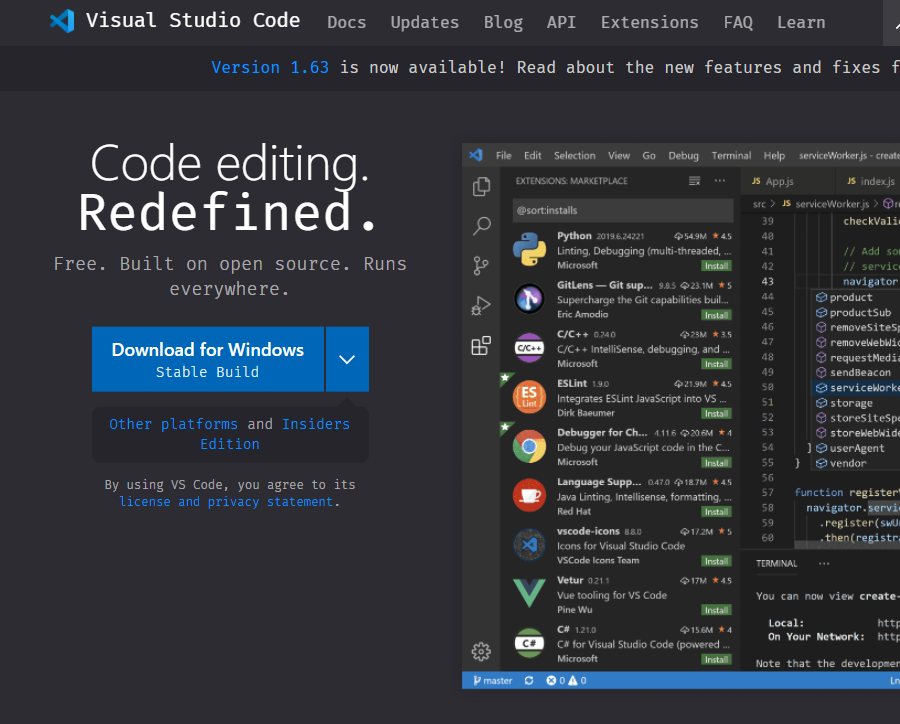 Visual Studio Code Docs Updates Blog API Extensions FAQ Learn
Version 1.63 is now available! Read about the new features and fixes f
Code editing.
Redefined.
Free. Built on open source. Runs
everywhere.
Download for Windows
Stable Build
Other platforms and Insiders
Edition
By using VS Code, you agree to its
license and privacy statement.
File Edit Selection View Go Debug Terminal Help serviceWorker.js - create
EXTENSIONS: MARKETPLACE ···
@sort:installs
Python 2019.6.24221 54.9M ★ 4.5
Linting, Debugging (multi-threaded, ...
Microsoft Install
GitLens — Git sup... 9.8.5 23.1M ★ 5
Supercharge the Git capabilities buil...
Eric Amodio Install
C/C++ 0.24.0 23M ★ 3.5
C/C++ IntelliSense, debugging, and ...
Microsoft Install
ESLint 1.9.0 21.9M ★ 4.5
Integrates ESLint JavaScript into VS ...
Dirk Baeumer Install
Debugger for Ch... 4.11.6 20.6M ★ 4
Debug your JavaScript code in the C...
Microsoft Install
Language Supp... 0.47.0 18.7M ★ 4.5
Java Linting, Intellisense, formatting, ...
Red Hat Install
vscode-icons 8.8.0 17.2M ★ 5
Icons for Visual Studio Code
VSCode Icons Team Install
Vetur 0.21.1 17M ★ 4.5
Vue tooling for VS Code
Pine Wu Install
C# 1.21.0 15.6M ★ 4
C# for Visual Studio Code (powered ...
Microsoft Install
C/C++
ES
Lint
C#
JS App.js JS index.js
src > JS serviceWorker.js > re
39 checkValid
40
41 // Add so
42 // servic
43 navigator
44 product
45 productSub
46 removeSiteSp
47 removeWebWid
48 requestMedia
49 sendBeacon
50 serviceWorke
51 storage
52 storeSiteSpe
53 storeWebWide
54 ] userAgent
55 } vendor
56
57 function registerV
58 navigator.servic
59 .register(swUr
60 .then(registra
TERMINAL ···
You can now view create-
Local: http
On Your Network: http
Note that the developmen
master 0 0 Ln